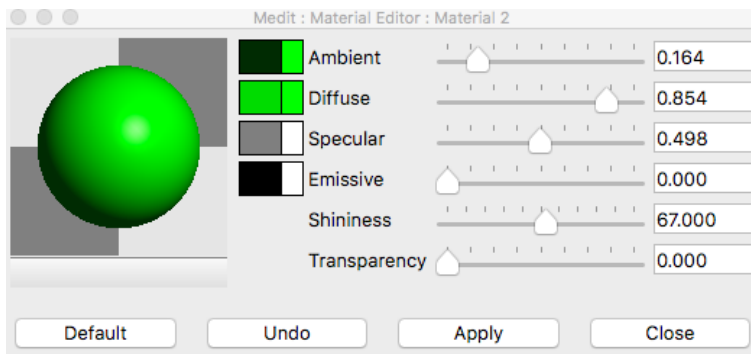 Medit : Material Editor : Material 2
Ambient 0.164
Diffuse 0.854
Specular 0.498
Emissive 0.000
Shininess 67.000
Transparency 0.000
Default Undo Apply Close